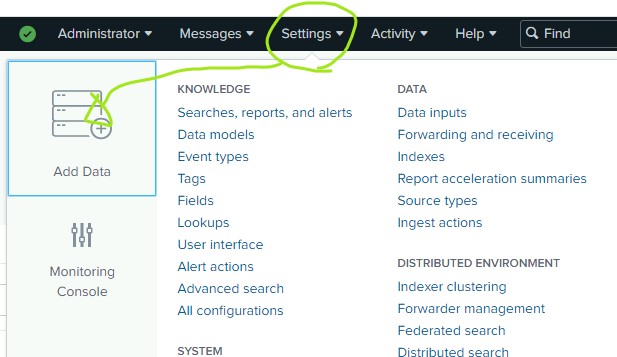 Administrator Messages Settings Activity Help Find
Add Data
Monitoring
Console
KNOWLEDGE
Searches, reports, and alerts
Data models
Event types
Tags
Fields
Lookups
User interface
Alert actions
Advanced search
All configurations
SYSTEM
DATA
Data inputs
Forwarding and receiving
Indexes
Report acceleration summaries
Source types
Ingest actions
DISTRIBUTED ENVIRONMENT
Indexer clustering
Forwarder management
Federated search
Distributed search